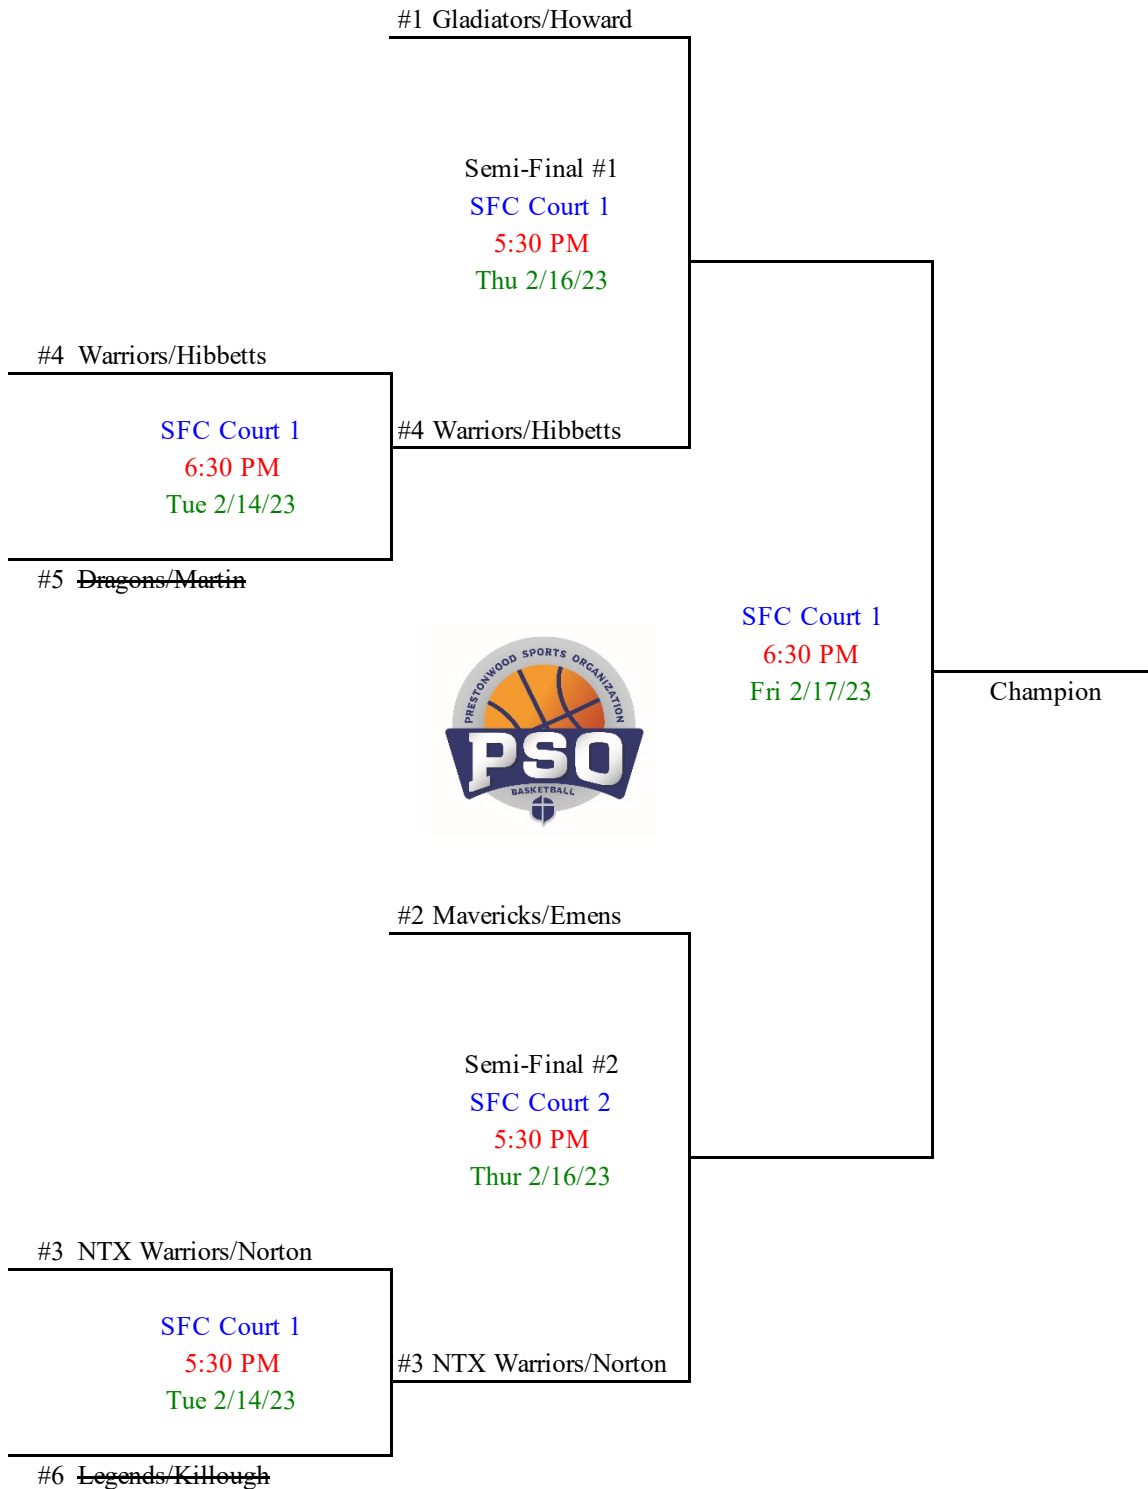 #1 Gladiators/Howard
Semi-Final #1
SFC Court 1
5:30 PM
Thu 2/16/23
#4 Warriors/Hibbetts
SFC Court 1
6:30 PM
Tue 2/14/23
#4 Warriors/Hibbetts
#5 Dragons/Martin
SFC Court 1
6:30 PM
Fri 2/17/23
Champion
PRESTONWOOD SPORTS ORGANIZATION
PSO
BASKETBALL
#2 Mavericks/Emens
Semi-Final #2
SFC Court 2
5:30 PM
Thur 2/16/23
#3 NTX Warriors/Norton
SFC Court 1
5:30 PM
Tue 2/14/23
#3 NTX Warriors/Norton
#6 Legends/Killough